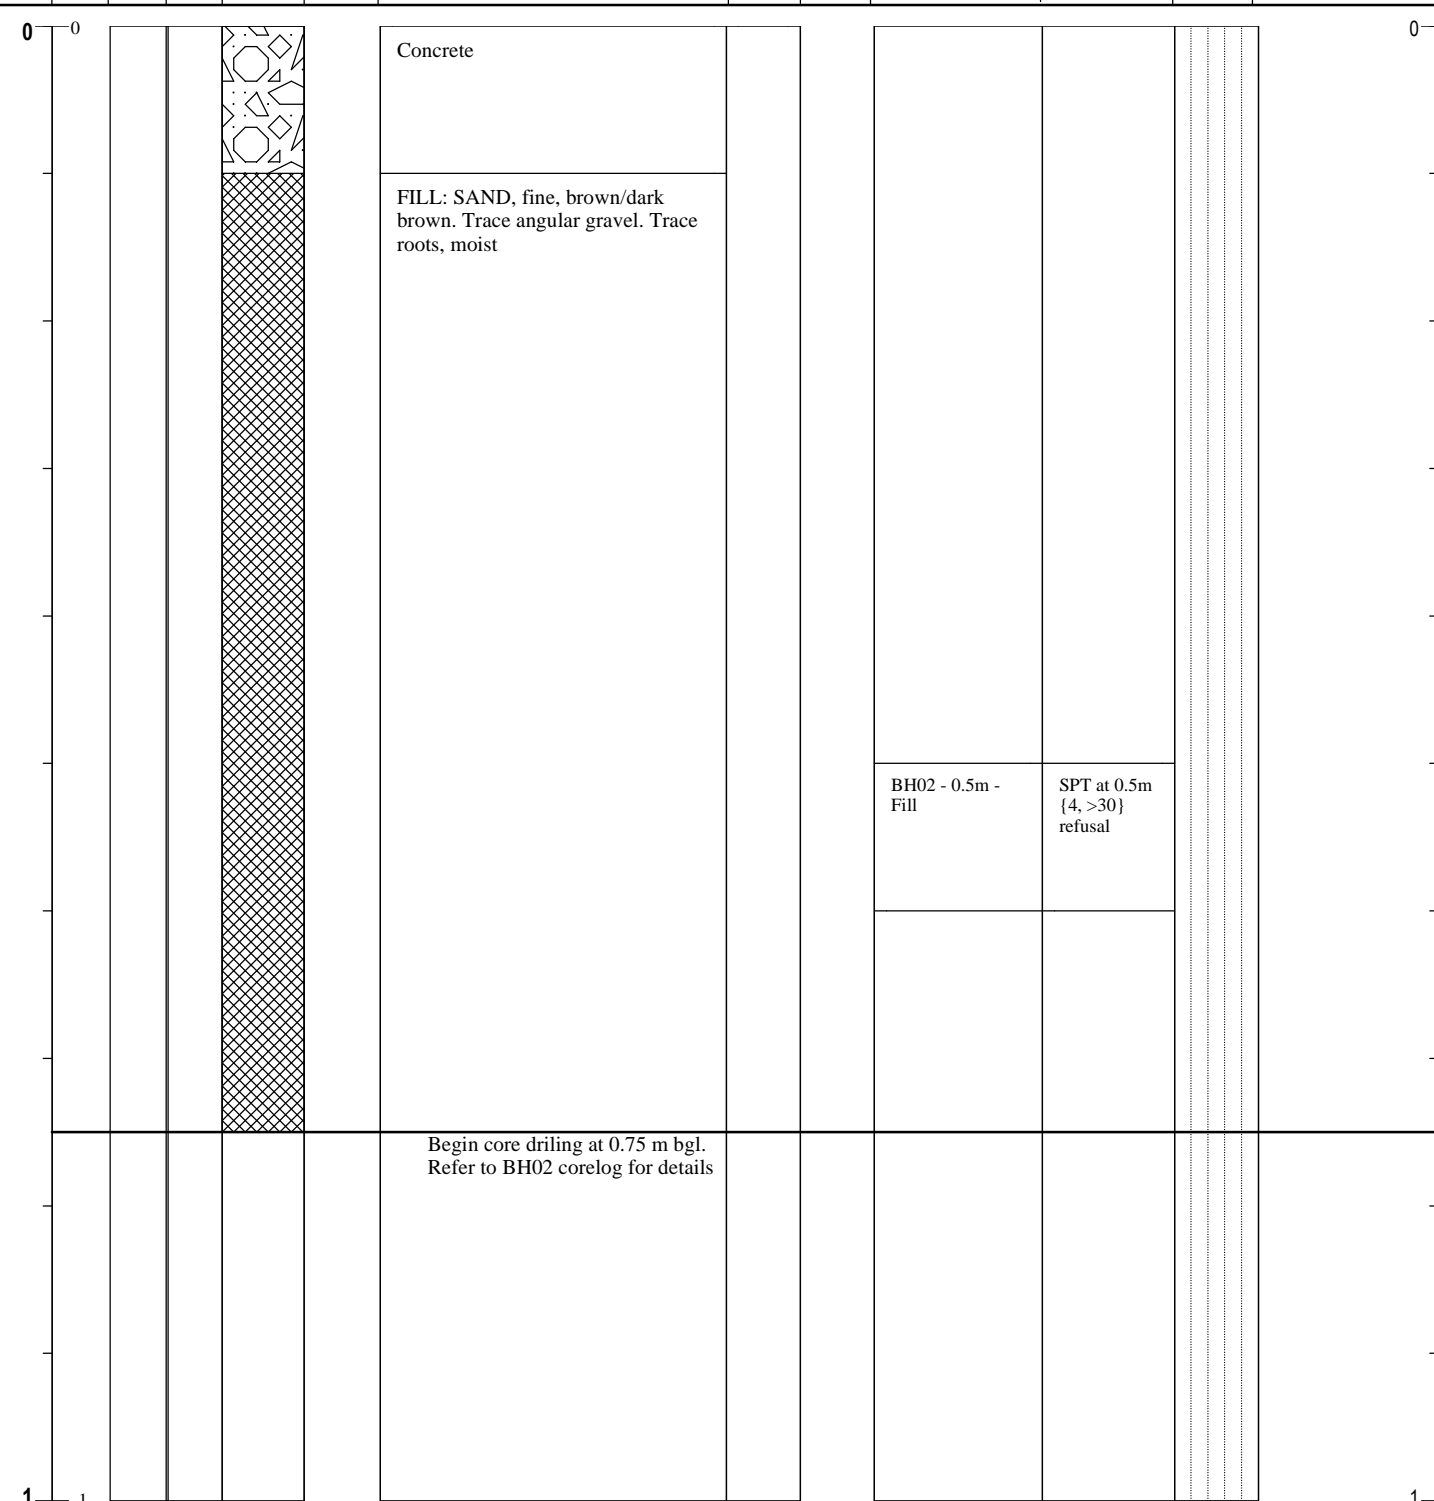 0 0 0
Concrete
FILL: SAND, fine, brown/dark
brown. Trace angular gravel. Trace
roots, moist
BH02 - 0.5m -
Fill
SPT at 0.5m
{4, >30}
refusal
Begin core driling at 0.75 m bgl.
Refer to BH02 corelog for details
1 1 1